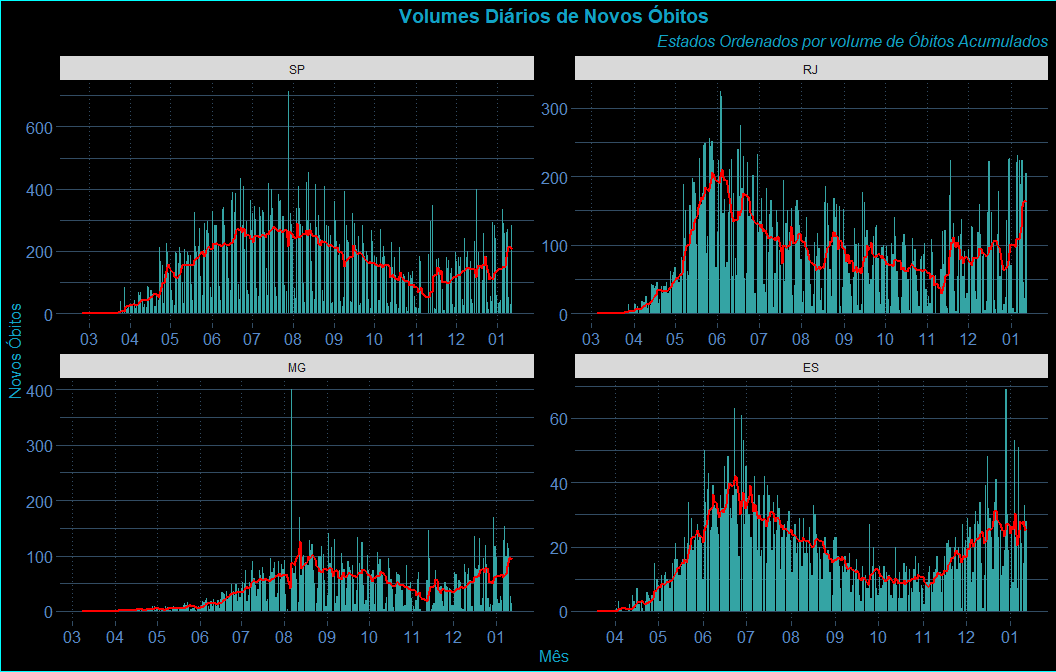 Volumes Diários de Novos Óbitos
Estados Ordenados por volume de Óbitos Acumulados
SP
600
400
200
0
03 04 05 06 07 08 09 10 11 12 01
RJ
300
200
100
0
03 04 05 06 07 08 09 10 11 12 01
Novos Óbitos
MG
400
300
200
100
0
03 04 05 06 07 08 09 10 11 12 01
ES
60
40
20
0
04 05 06 07 08 09 10 11 12 01
Mês